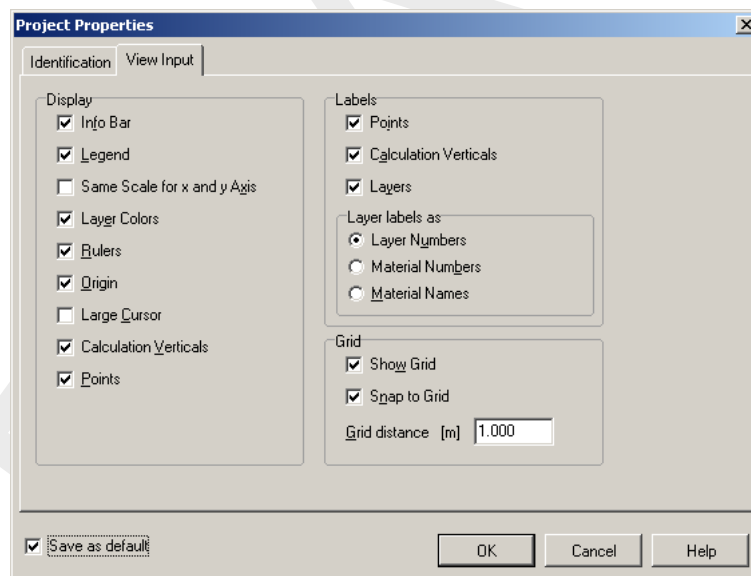 Project Properties
Identification
View Input
Display
Info Bar
Legend
Same Scale for x and y Axis
Layer Colors
Rulers
Origin
Large Cursor
Calculation Verticals
Points
Labels
Points
Calculation Verticals
Layers
Layer labels as
Layer Numbers
Material Numbers
Material Names
Grid
Show Grid
Snap to Grid
Grid distance [m] 1.000
Save as default
OK
Cancel
Help